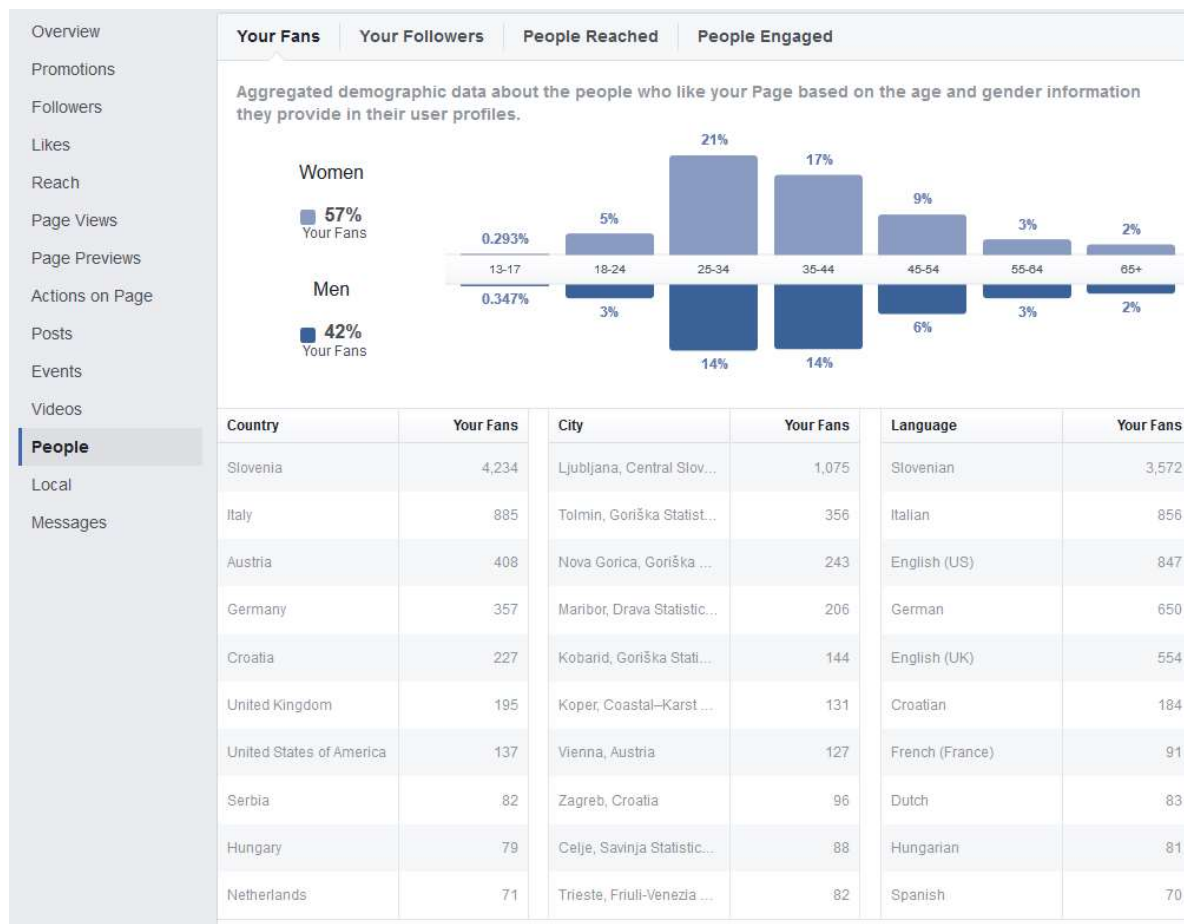 Overview
Promotions
Followers
Likes
Reach
Page Views
Page Previews
Actions on Page
Posts
Events
Videos
People
Local
Messages
Your Fans Your Followers People Reached People Engaged
Aggregated demographic data about the people who like your Page based on the age and gender information
they provide in their user profiles.
Women
57%
Your Fans
Men
42%
Your Fans
0.293% 5% 21% 17% 9% 3% 2%
13-17 18-24 25-34 35-44 45-54 55-64 65+
0.347% 3% 14% 14% 6% 3% 2%
Country Your Fans City Your Fans Language Your Fans
Slovenia 4,234 Ljubljana, Central Slov... 1,075 Slovenian 3,572
Italy 885 Tolmin, Goriška Statist... 356 Italian 856
Austria 408 Nova Gorica, Goriška ... 243 English (US) 847
Germany 357 Maribor, Drava Statistic... 206 German 650
Croatia 227 Kobarid, Goriška Stati... 144 English (UK) 554
United Kingdom 195 Koper, Coastal–Karst ... 131 Croatian 184
United States of America 137 Vienna, Austria 127 French (France) 91
Serbia 82 Zagreb, Croatia 96 Dutch 83
Hungary 79 Celje, Savinja Statistic... 88 Hungarian 81
Netherlands 71 Trieste, Friuli-Venezia ... 82 Spanish 70